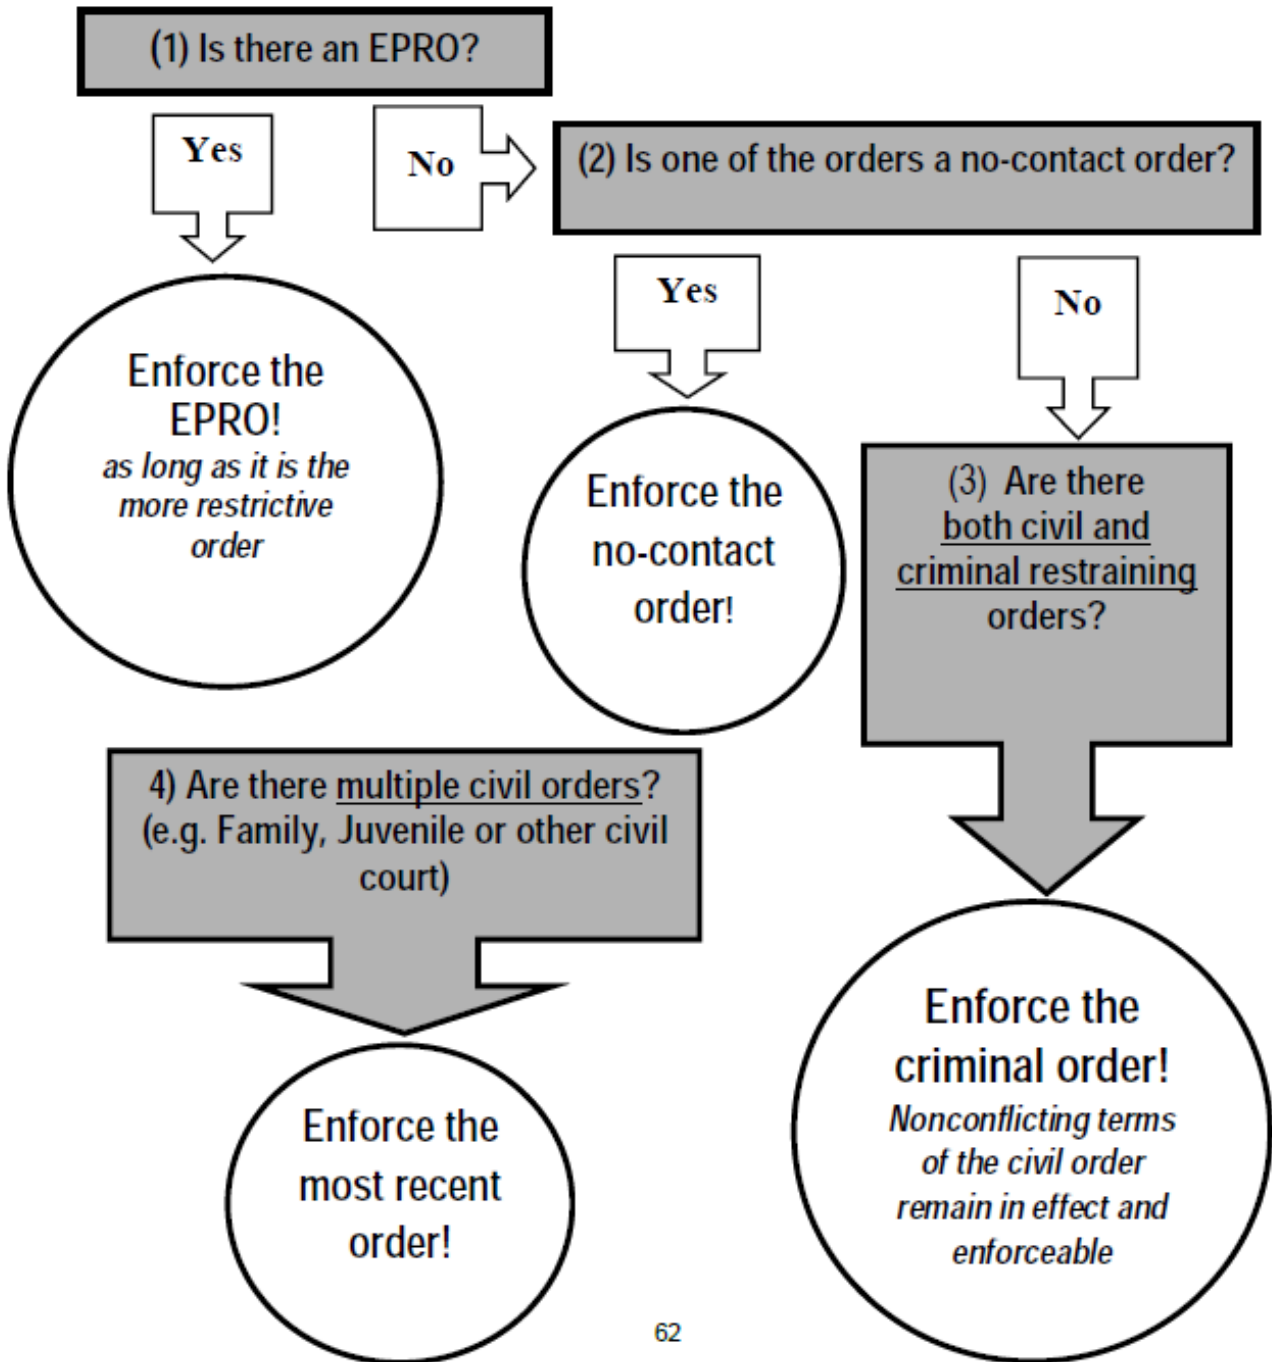 (1) Is there an EPRO?
Yes
No
(2) Is one of the orders a no-contact order?
Enforce the
EPRO!
as long as it is the
more restrictive
order
Yes
No
Enforce the
no-contact
order!
(3) Are there
both civil and
criminal restraining
orders?
4) Are there multiple civil orders?
(e.g. Family, Juvenile or other civil
court)
Enforce the
most recent
order!
Enforce the
criminal order!
Nonconflicting terms
of the civil order
remain in effect and
enforceable
62